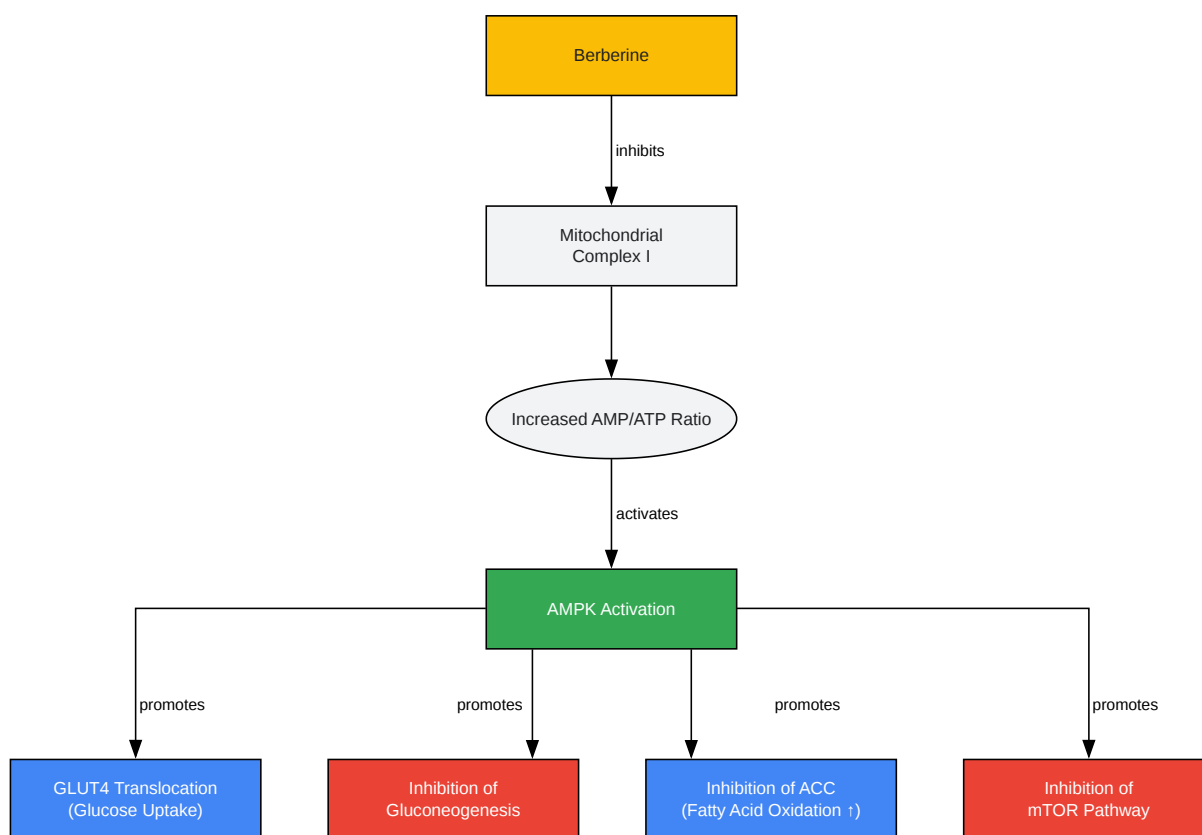 Berberine
inhibits
Mitochondrial
Complex I
Increased AMP/ATP Ratio
activates
AMPK Activation
promotes
promotes
promotes
promotes
GLUT4 Translocation
(Glucose Uptake)
Inhibition of
Gluconeogenesis
Inhibition of ACC
(Fatty Acid Oxidation ↑)
Inhibition of
mTOR Pathway